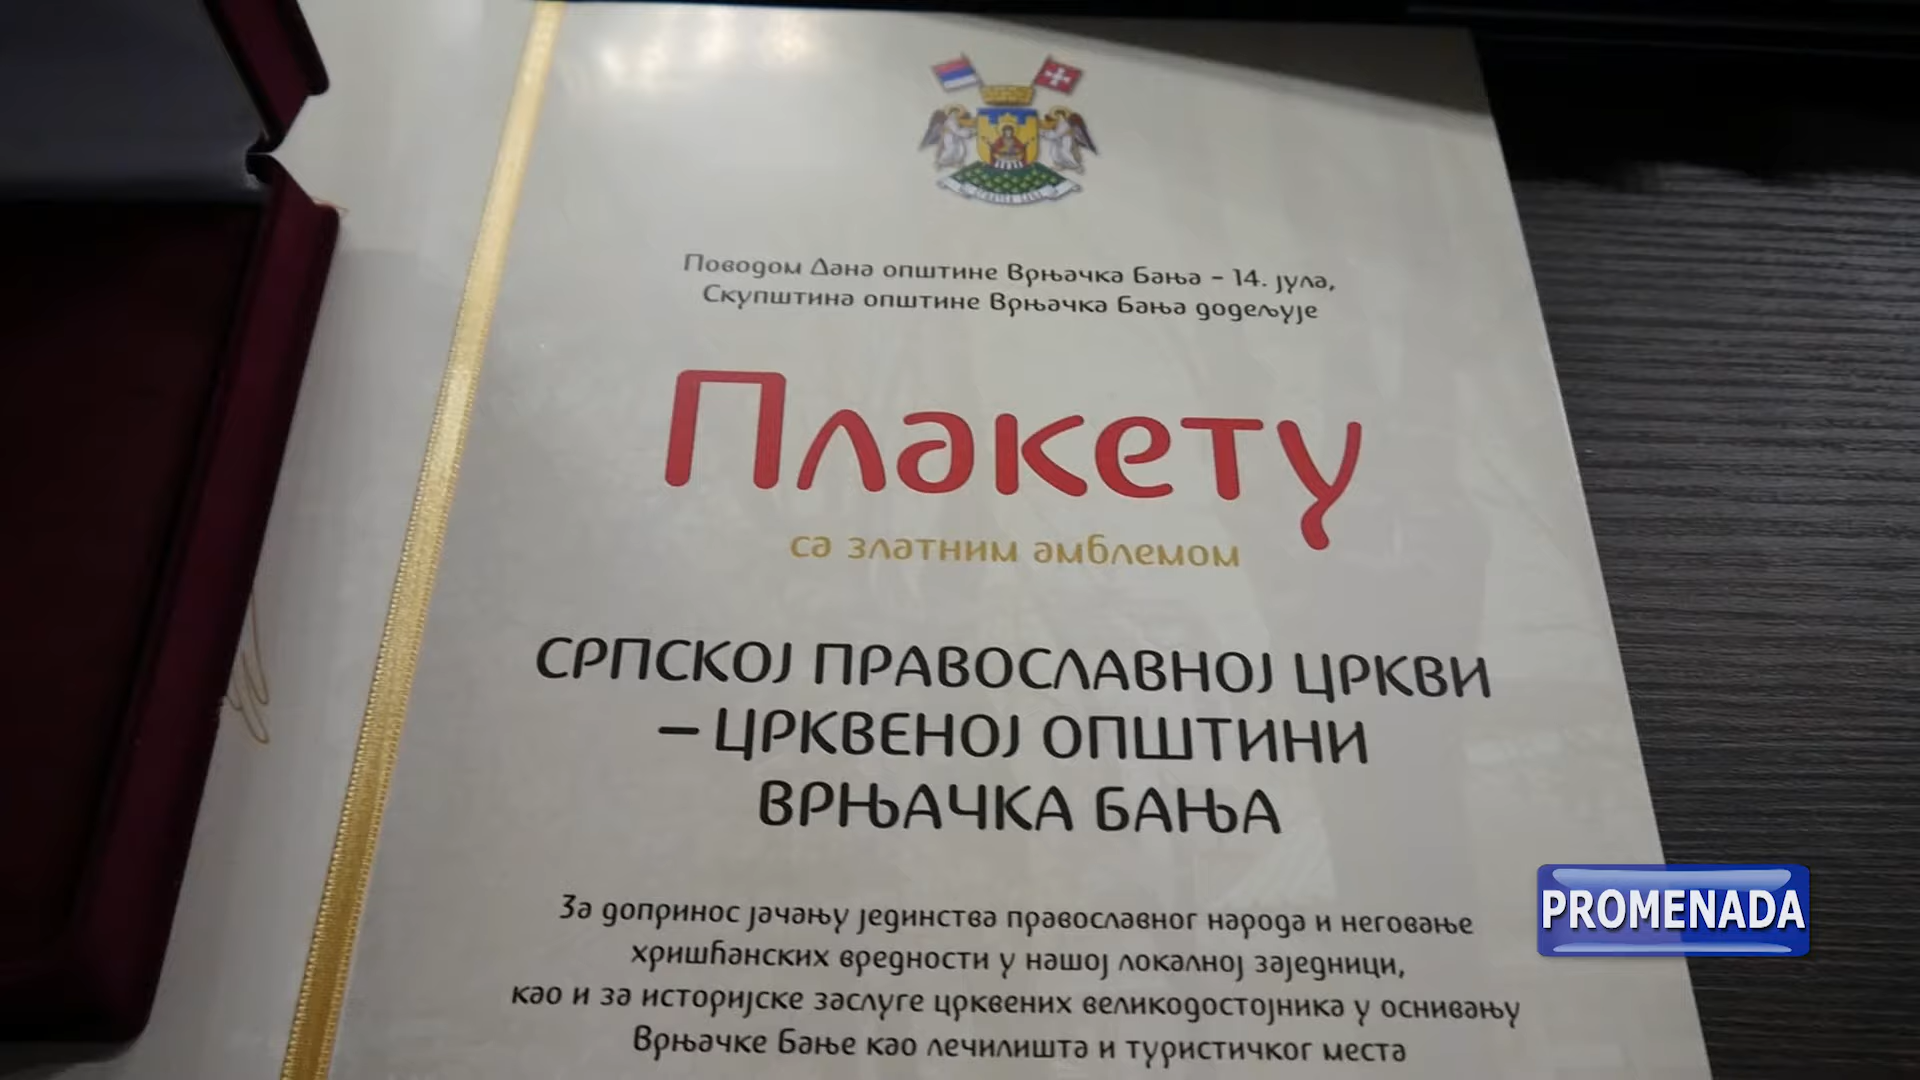 Поводом Дана општине Врњачка Бања – 14. јула,
Скупштина општине Врњачка Бања додељује
Плакету
са златним амблемом
СРПСКОЈ ПРАВОСЛАВНОЈ ЦРКВИ
– ЦРКВЕНОЈ ОПШТИНИ
ВРЊАЧКА БАЊА
За допринос јачању јединства православног народа и неговање
хришћанских вредности у нашој локалној заједници,
као и за историјске заслуге црквених великодостојника у оснивању
Врњачке Бање као лечилишта и туристичког места
PROMENADA